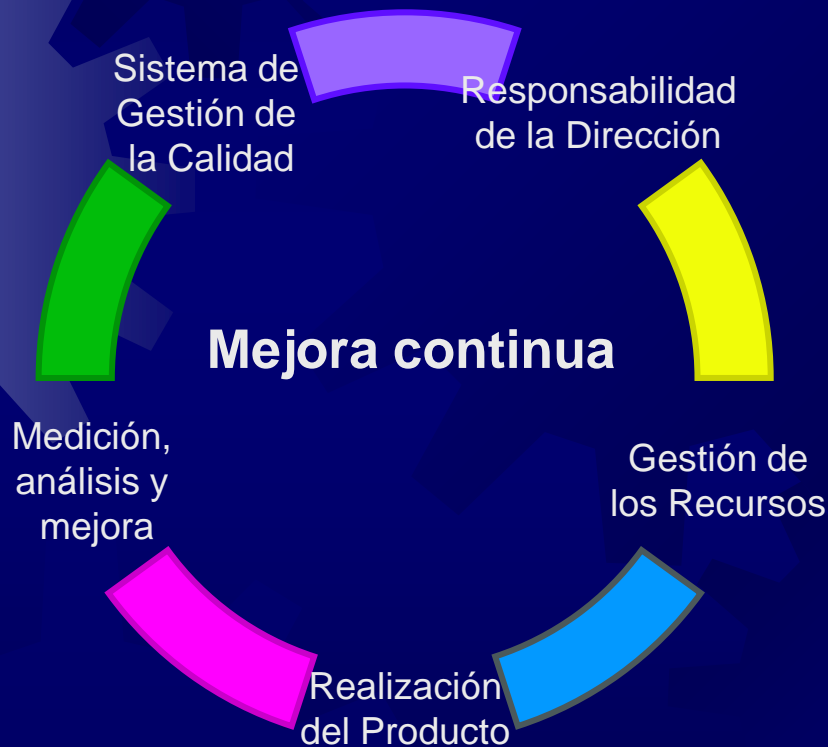 Sistema de
Gestión de
la Calidad
Responsabilidad
de la Dirección
Mejora continua
Medición,
análisis y
mejora
Gestión de
los Recursos
Realización
del Producto